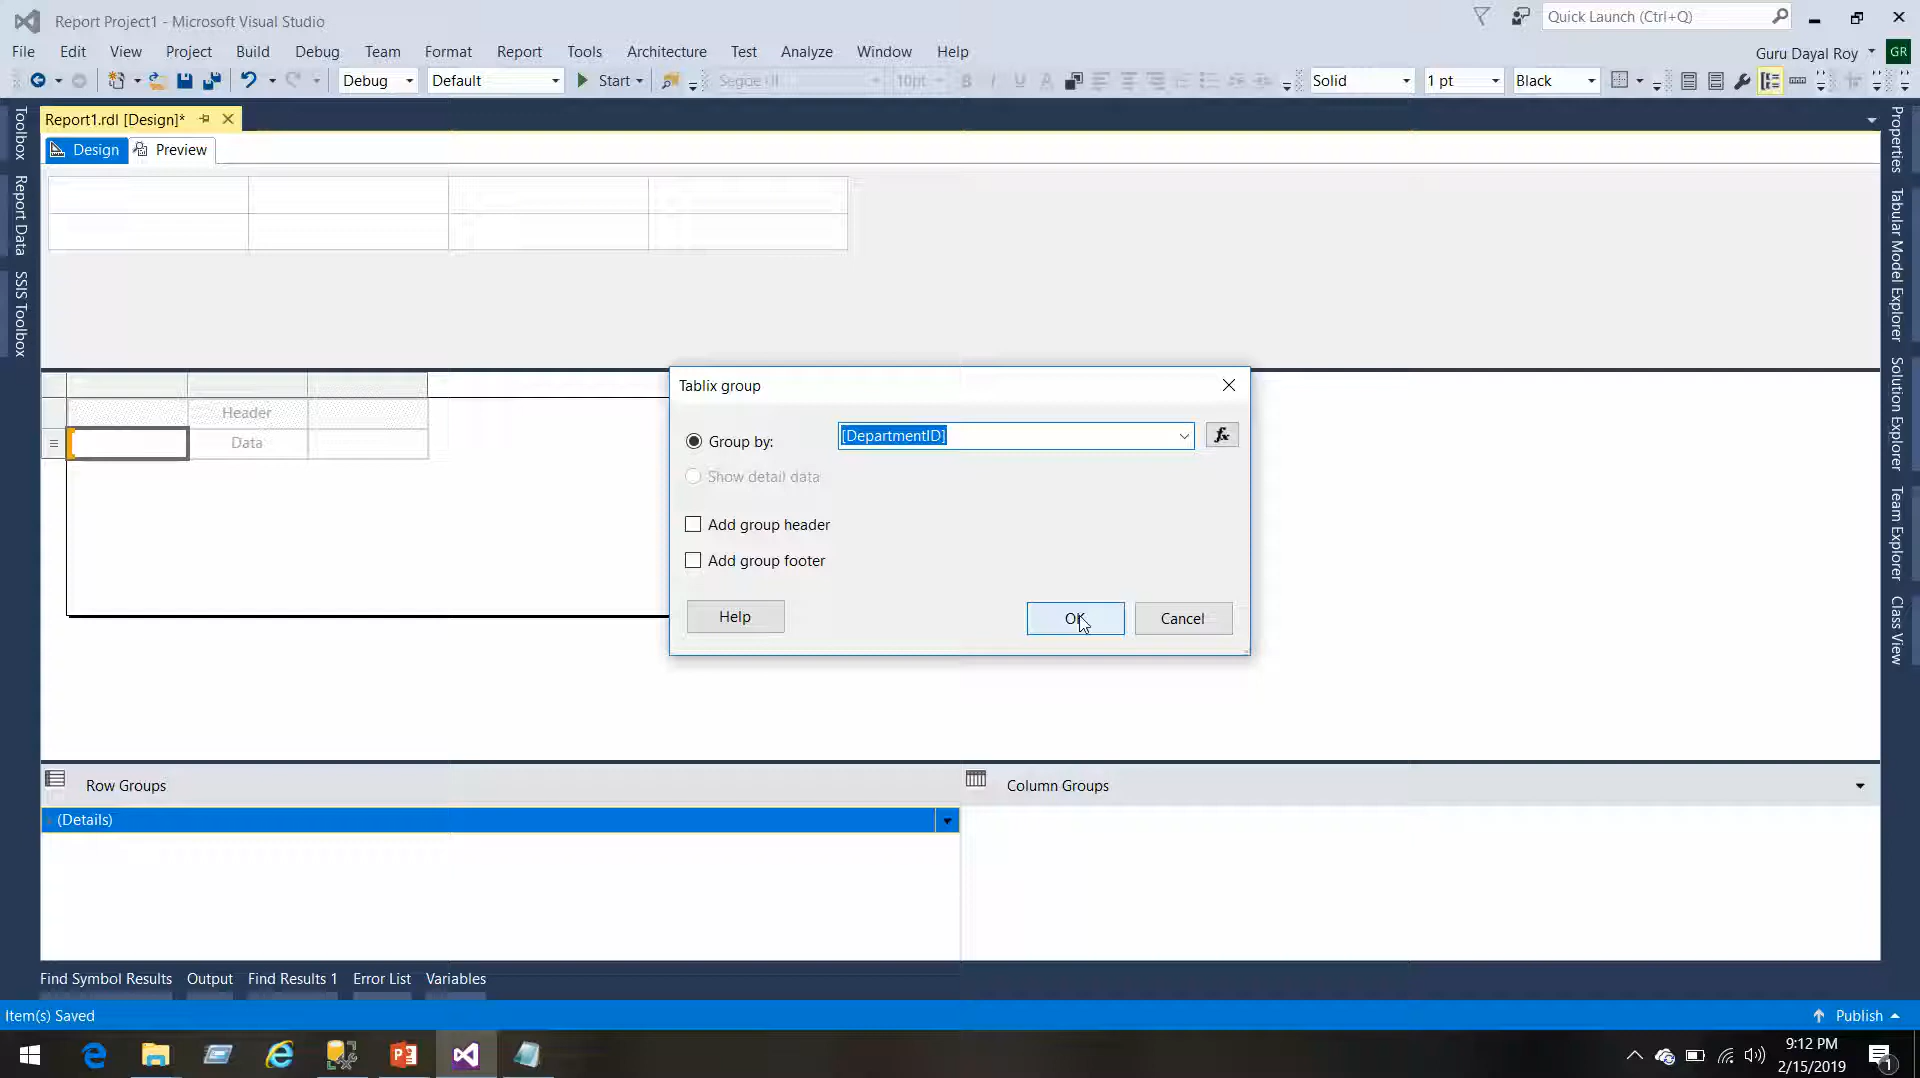 Report Project1 - Microsoft Visual Studio
Quick Launch (Ctrl+Q)
File Edit View Project Build Debug Team Format Report Tools Architecture Test Analyze Window Help
Guru Dayal Roy GR
Debug Default Start Segoe UI 10pt B I U A Solid 1 pt Black
Report1.rdl [Design]*
Design Preview
Toolbox
Report Data
SSIS Toolbox
Properties
Tabular Model Explorer
Solution Explorer
Team Explorer
Class View
Header
Data
Tablix group
Group by: [DepartmentID] fx
Show detail data
Add group header
Add group footer
Help OK Cancel
Row Groups
Column Groups
(Details)
Find Symbol Results Output Find Results 1 Error List Variables
Item(s) Saved
Publish
9:12 PM
2/15/2019
1